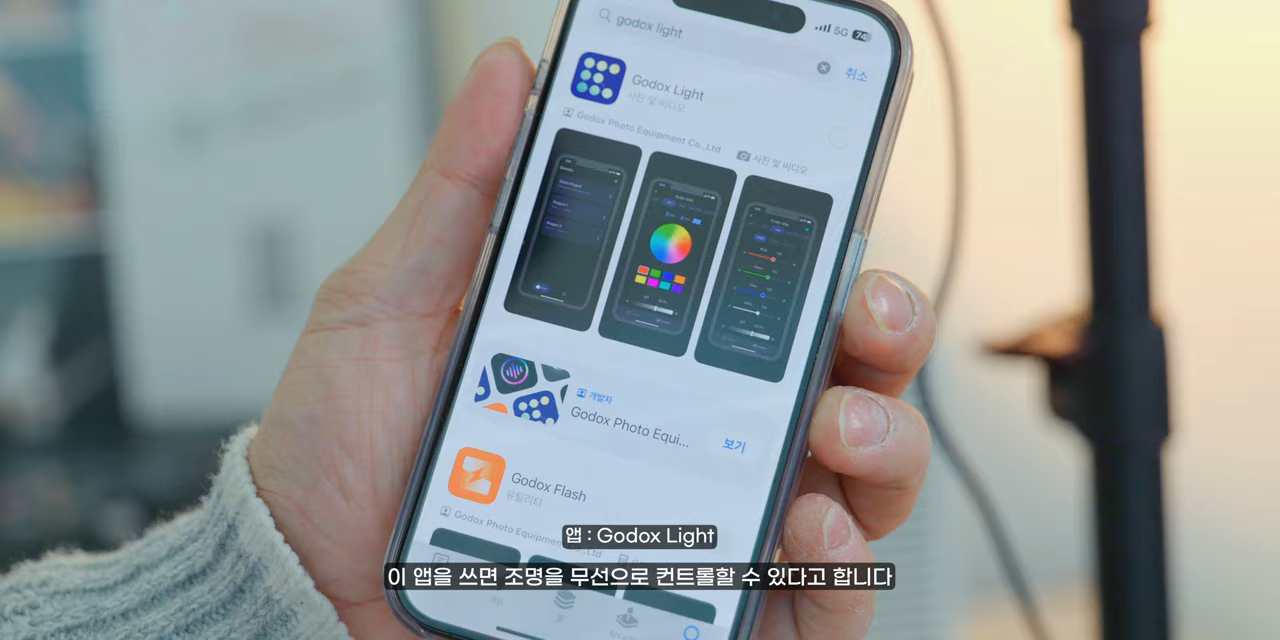 godox light
5G
74
취소
Godox Light
사진 및 비디오
Godox Photo Equipment Co.,Ltd
사진 및 비디오
개발자
Godox Photo Equi...
보기
Godox Flash
유틸리티
Godox Photo Equipment Co.,Ltd
앱 : Godox Light
이 앱을 쓰면 조명을 무선으로 컨트롤할 수 있다고 합니다